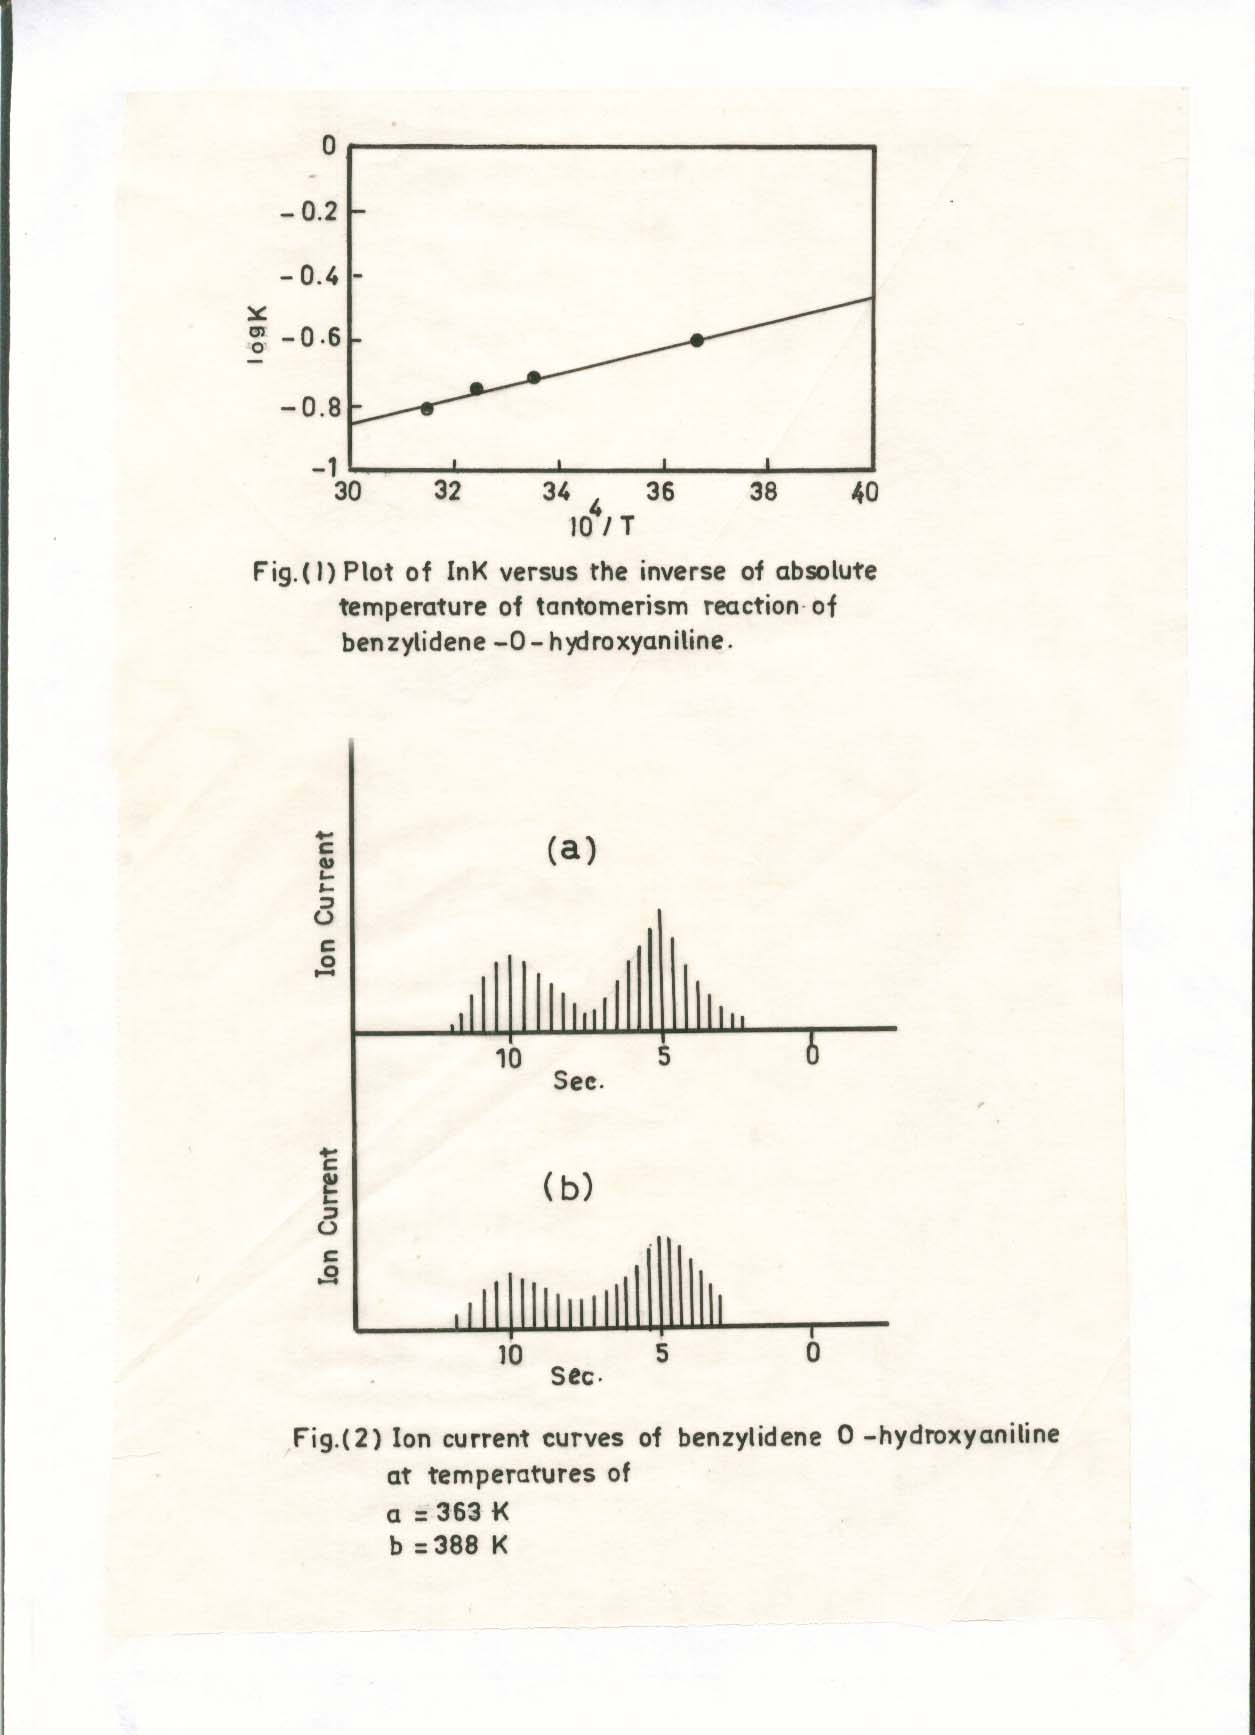 0
-0.2
-0.4
-0.6
-0.8
-1
logK
30 32 34 36 38 40
10⁴/T
Fig.(1) Plot of InK versus the inverse of absolute
temperature of tantomerism reaction of
benzylidene -O- hydroxyaniline.
(a)
Ion Current
10 5 0
Sec.
(b)
Ion Current
10 5 0
Sec.
Fig.(2) Ion current curves of benzylidene O -hydroxyaniline
at temperatures of
a = 363 K
b = 388 K